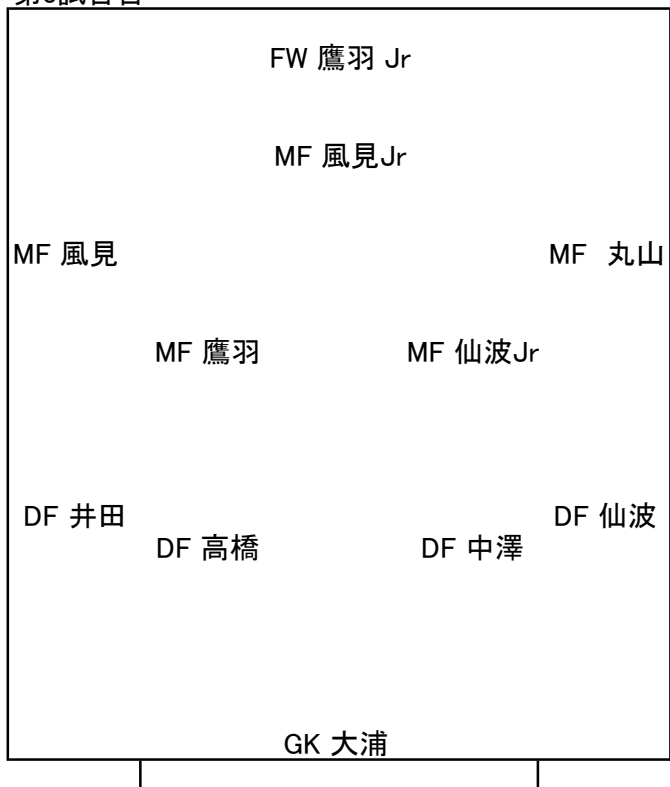 FW 鷹羽 Jr
MF 風見Jr
MF 風見
MF 丸山
MF 鷹羽
MF 仙波Jr
DF 井田
DF 仙波
DF 高橋
DF 中澤
GK 大浦